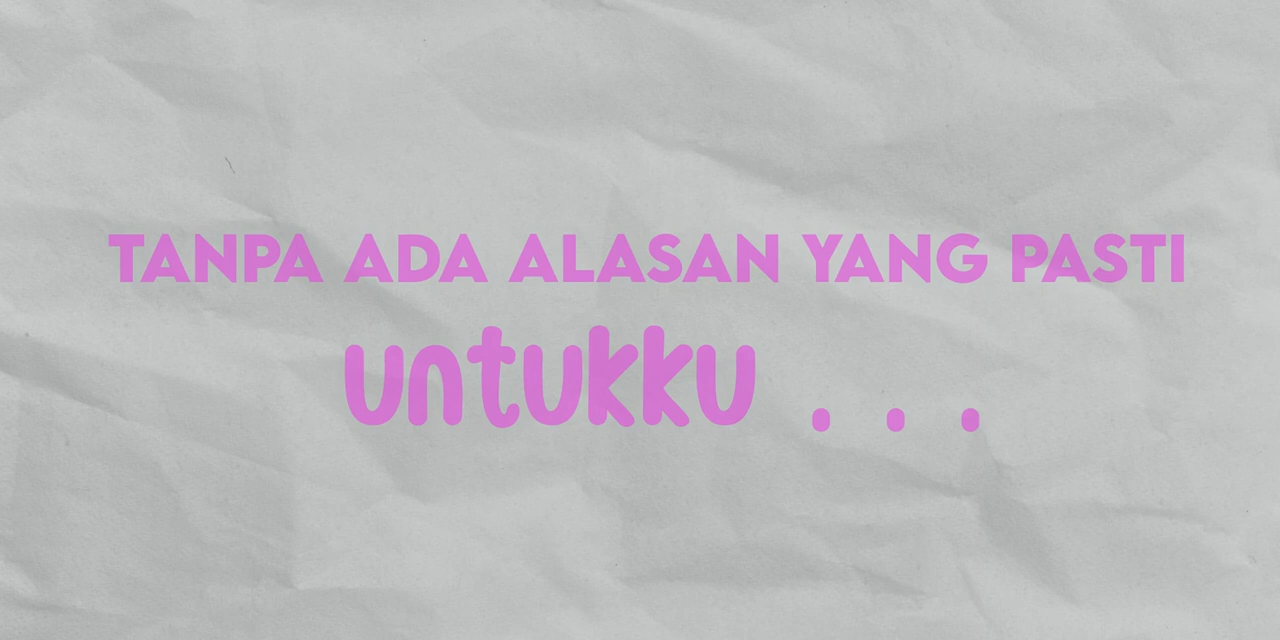 TANPA ADA ALASAN YANG PASTI
untukku . . .